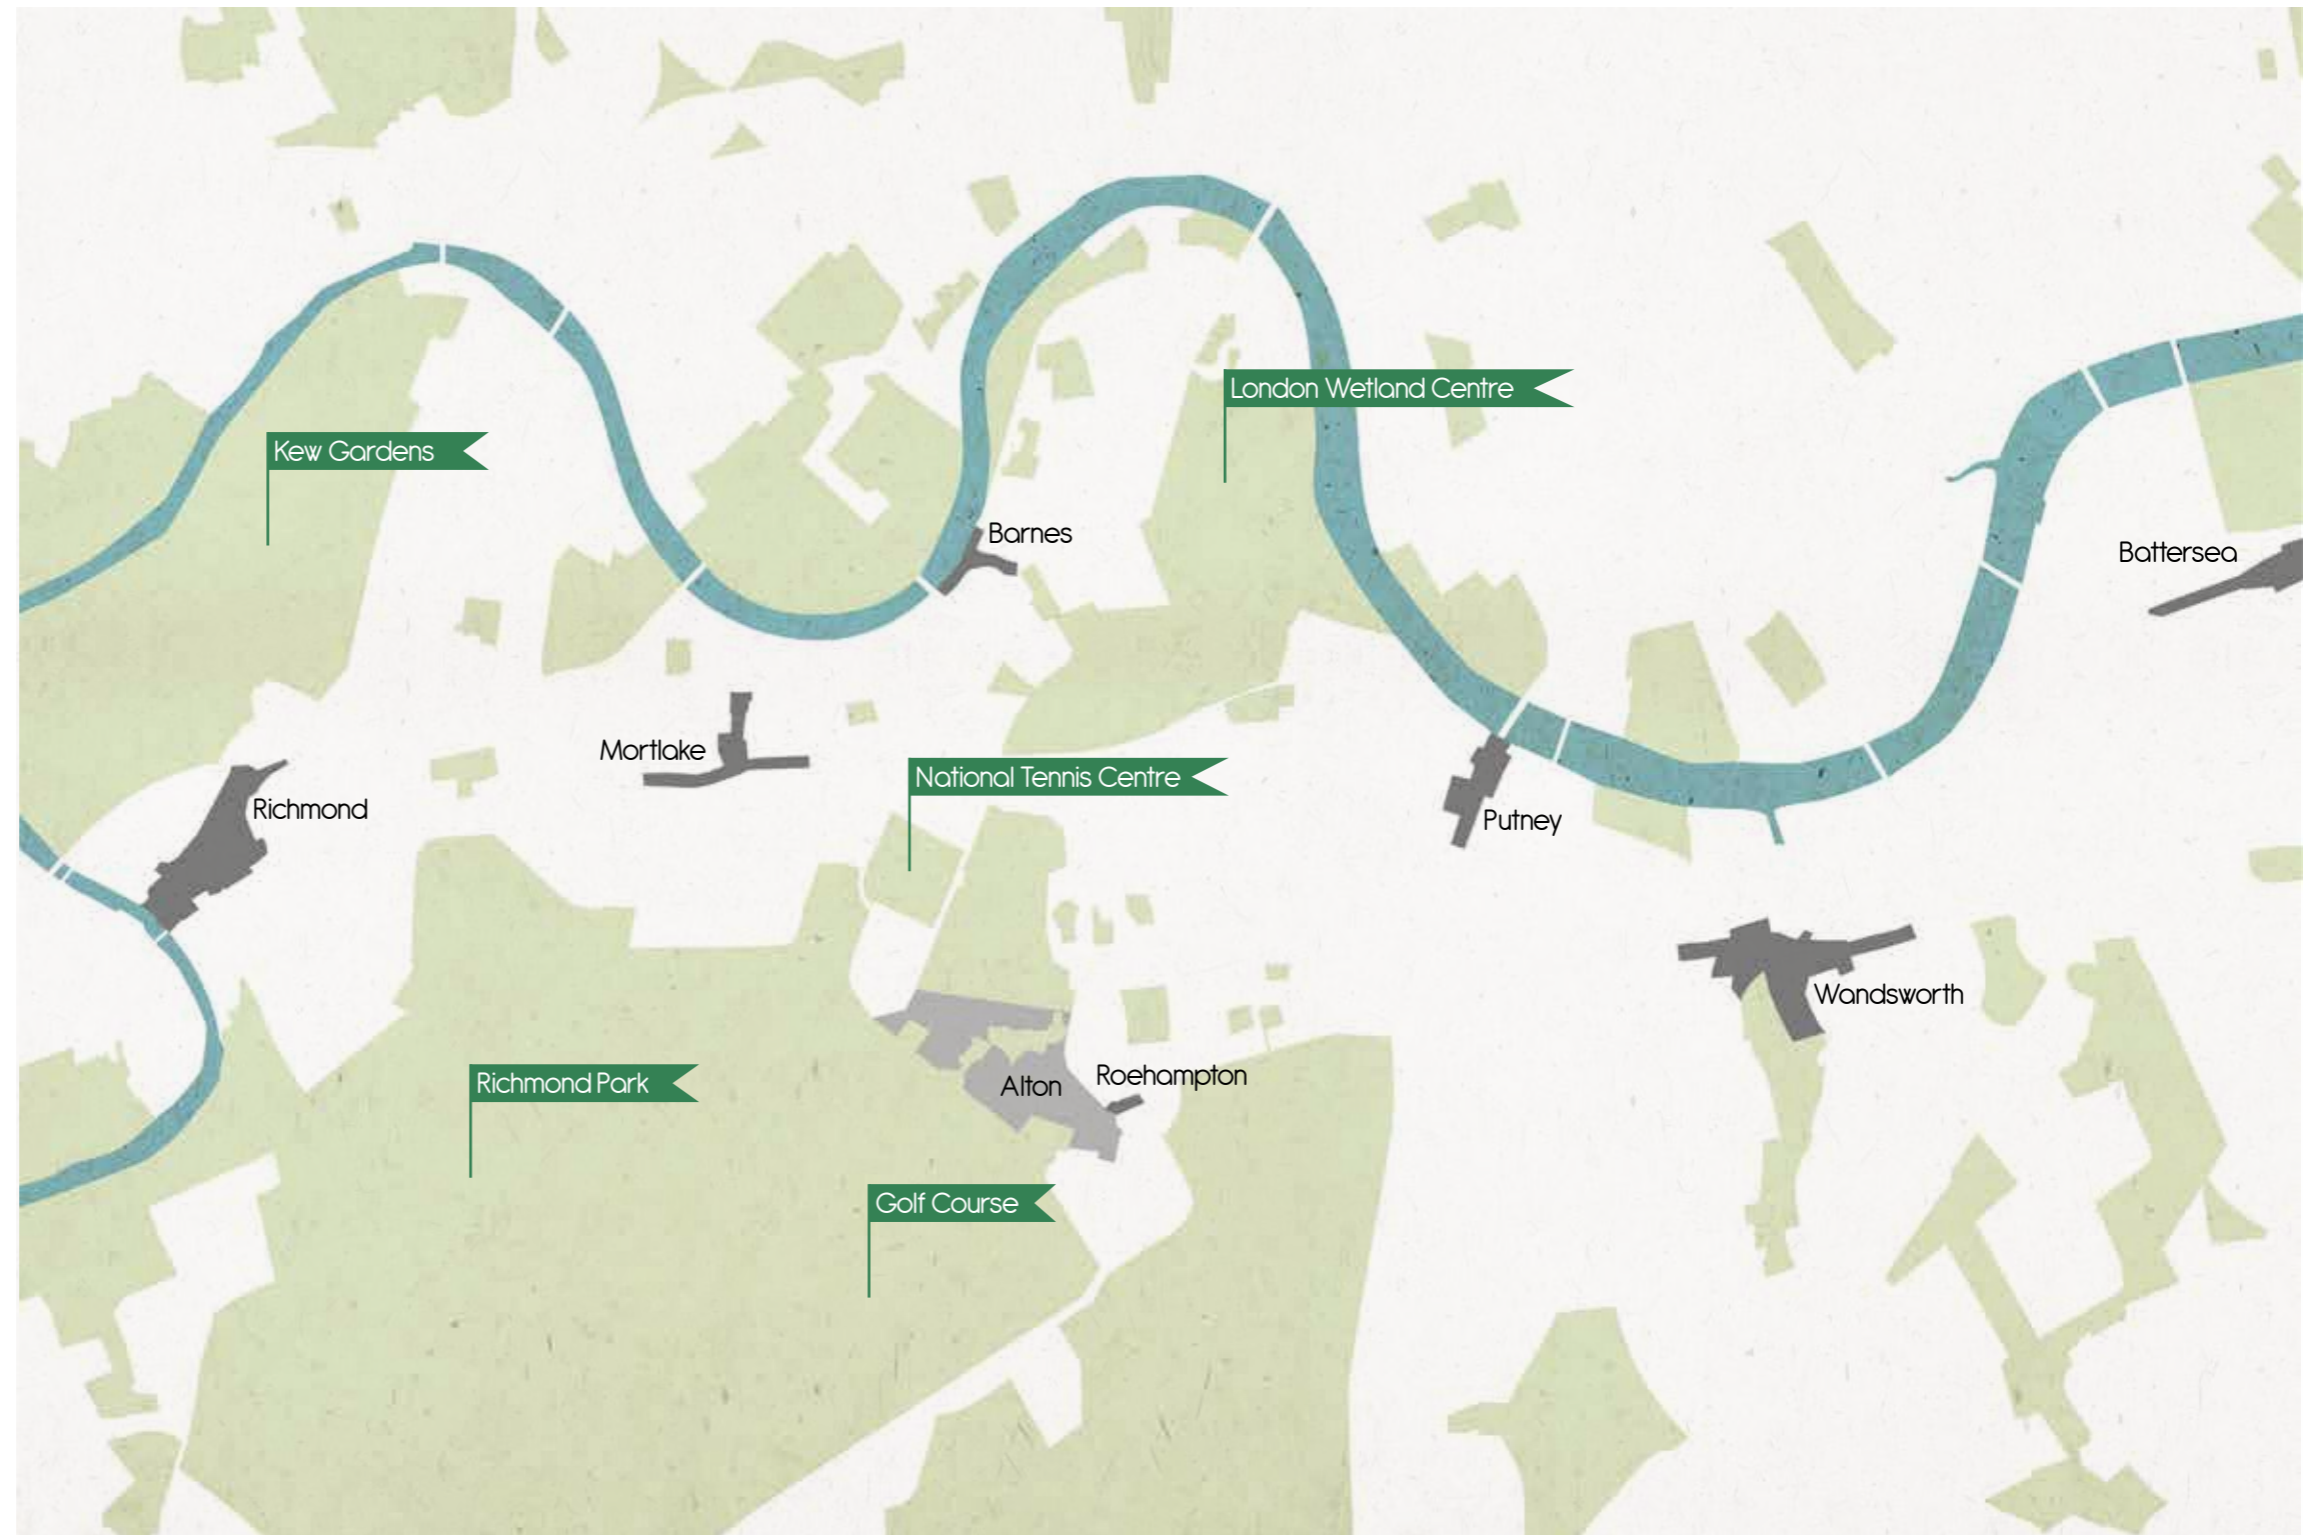 London Wetland Centre
Kew Gardens
Barnes
Battersea
Mortlake
National Tennis Centre
Richmond
Putney
Wandsworth
Richmond Park
Alton
Roehampton
Golf Course